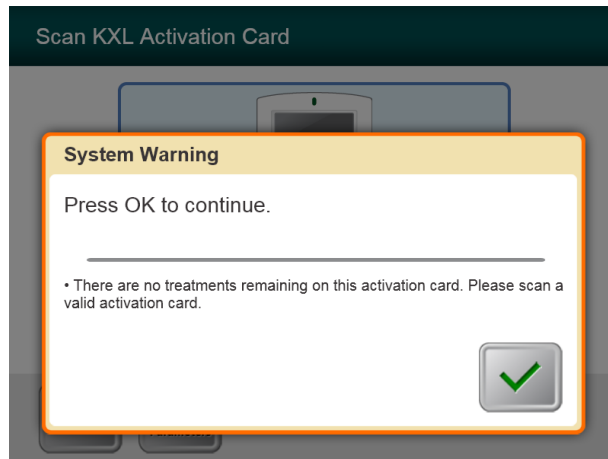 Scan KXL Activation Card
System Warning
Press OK to continue.
• There are no treatments remaining on this activation card. Please scan a
valid activation card.